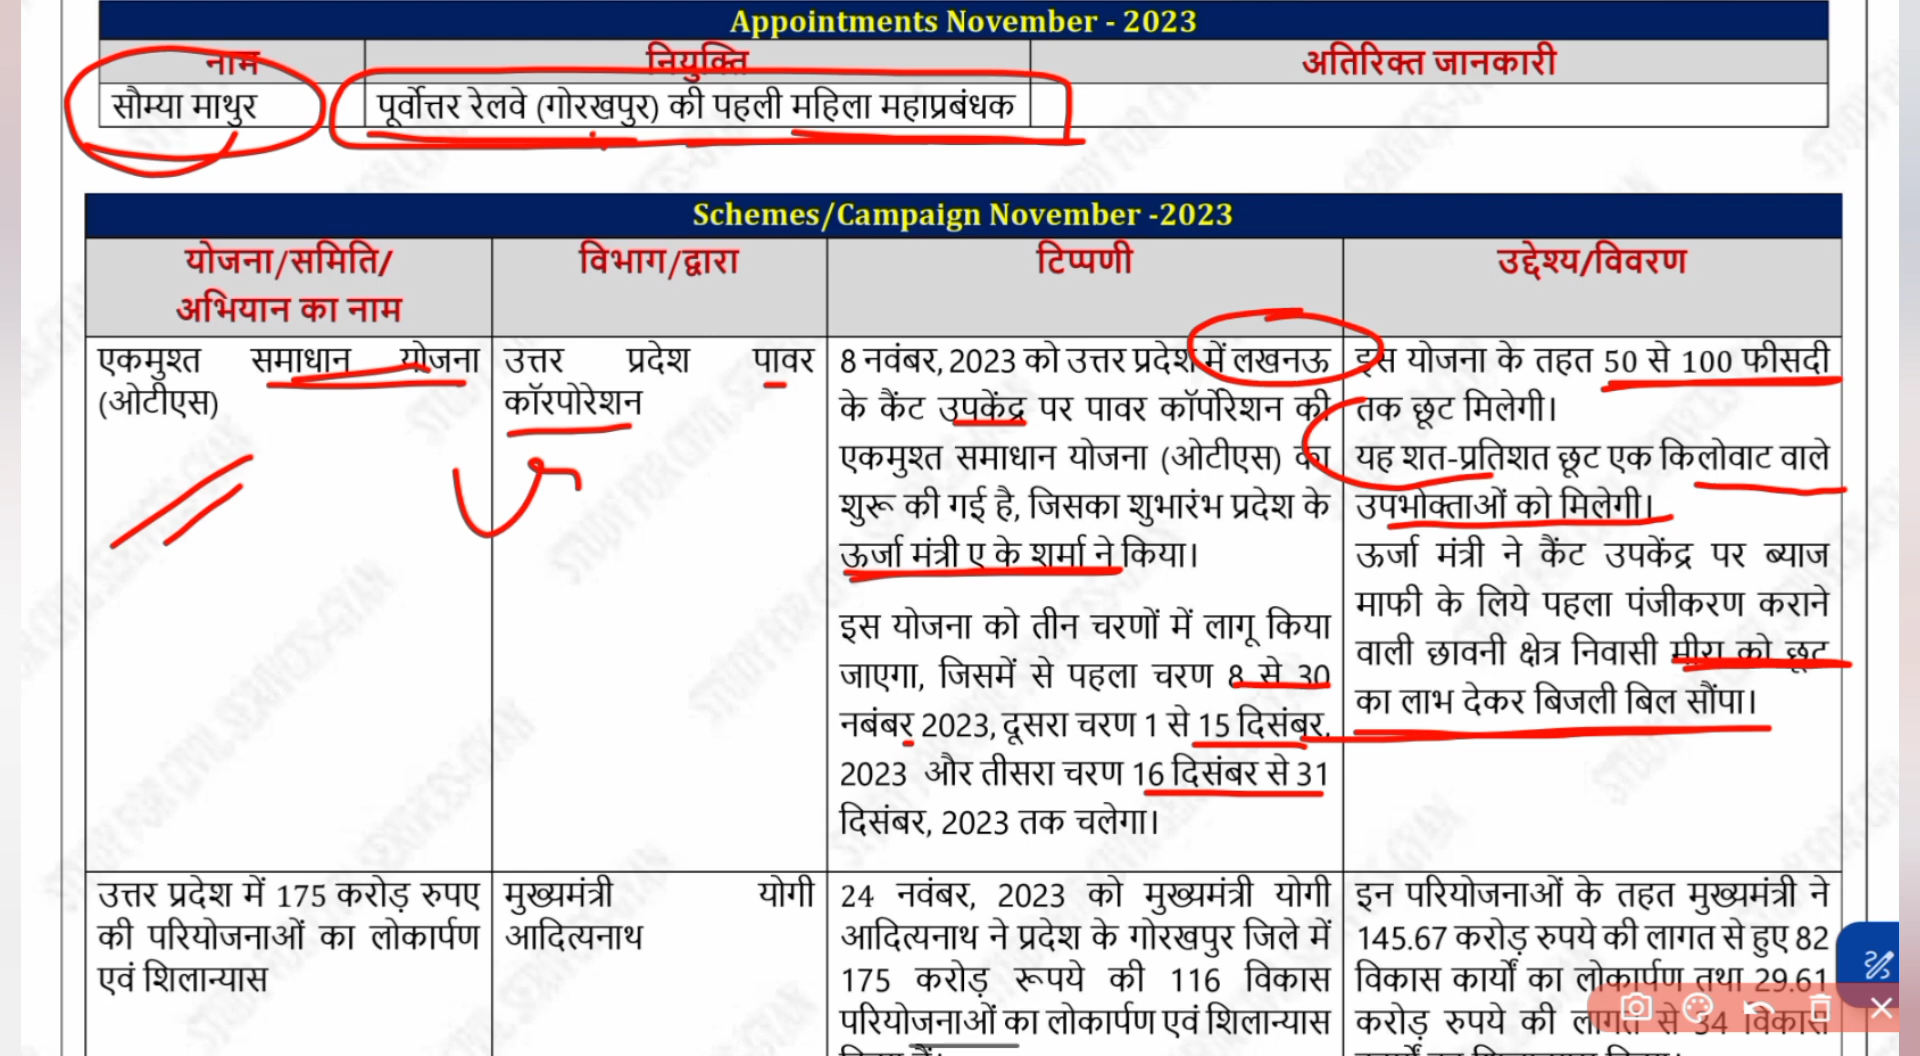 Appointments November - 2023
नाम नियुक्ति अतिरिक्त जानकारी
सौम्या माथुर पूर्वोत्तर रेलवे (गोरखपुर) की पहली महिला महाप्रबंधक
Schemes/Campaign November -2023
योजना/समिति/
अभियान का नाम
विभाग/द्वारा
टिप्पणी
उद्देश्य/विवरण
एकमुश्त समाधान योजना
(ओटीएस)
उत्तर प्रदेश पावर
कॉरपोरेशन
8 नवंबर, 2023 को उत्तर प्रदेश में लखनऊ
के कैंट उपकेंद्र पर पावर कॉर्पोरेशन की
एकमुश्त समाधान योजना (ओटीएस) का
शुरू की गई है, जिसका शुभारंभ प्रदेश के
ऊर्जा मंत्री ए के शर्मा ने किया।
इस योजना को तीन चरणों में लागू किया
जाएगा, जिसमें से पहला चरण 8 से 30
नबंबर 2023, दूसरा चरण 1 से 15 दिसंबर,
2023 और तीसरा चरण 16 दिसंबर से 31
दिसंबर, 2023 तक चलेगा।
इस योजना के तहत 50 से 100 फीसदी
तक छूट मिलेगी।
यह शत-प्रतिशत छूट एक किलोवाट वाले
उपभोक्ताओं को मिलेगी।
ऊर्जा मंत्री ने कैंट उपकेंद्र पर ब्याज
माफी के लिये पहला पंजीकरण कराने
वाली छावनी क्षेत्र निवासी मीरा को छूट
का लाभ देकर बिजली बिल सौंपा।
उत्तर प्रदेश में 175 करोड़ रुपए
की परियोजनाओं का लोकार्पण
एवं शिलान्यास
मुख्यमंत्री योगी
आदित्यनाथ
24 नवंबर, 2023 को मुख्यमंत्री योगी
आदित्यनाथ ने प्रदेश के गोरखपुर जिले में
175 करोड़ रूपये की 116 विकास
परियोजनाओं का लोकार्पण एवं शिलान्यास
इन परियोजनाओं के तहत मुख्यमंत्री ने
145.67 करोड़ रुपये की लागत से हुए 82
विकास कार्यों का लोकार्पण तथा 29.61
करोड़ रुपये की लागत से 34 विकास